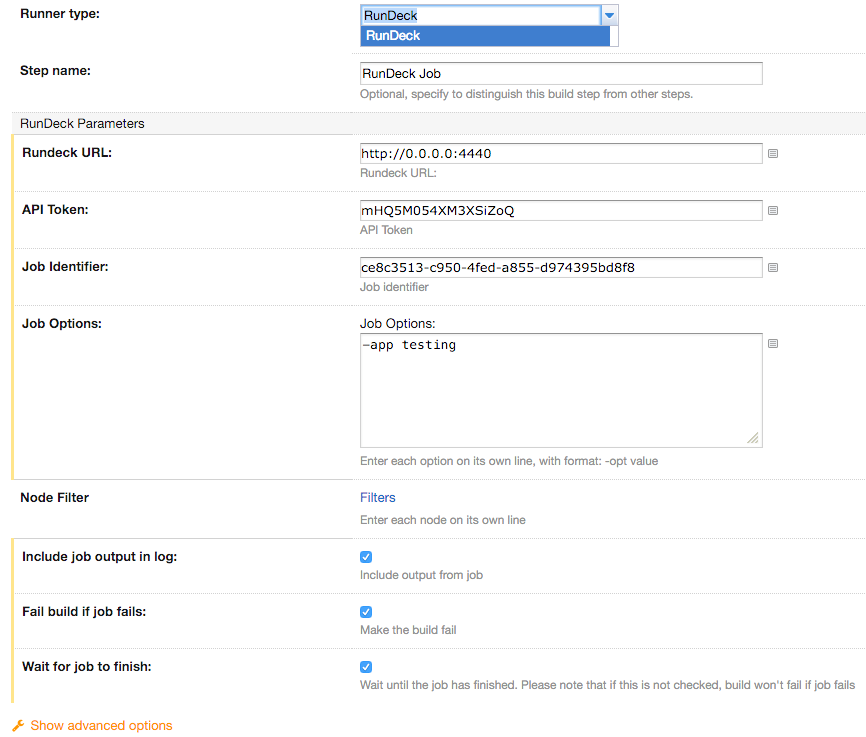 Runner type:
RunDeck
RunDeck
Step name:
RunDeck Job
Optional, specify to distinguish this build step from other steps.
RunDeck Parameters
Rundeck URL:
http://0.0.0.0:4440
Rundeck URL:
API Token:
mHQ5M054XM3XSiZoQ
API Token
Job Identifier:
ce8c3513-c950-4fed-a855-d974395bd8f8
Job identifier
Job Options:
Job Options:
-app testing
Enter each option on its own line, with format: -opt value
Node Filter
Filters
Enter each node on its own line
Include job output in log:
Include output from job
Fail build if job fails:
Make the build fail
Wait for job to finish:
Wait until the job has finished. Please note that if this is not checked, build won't fail if job fails
Show advanced options